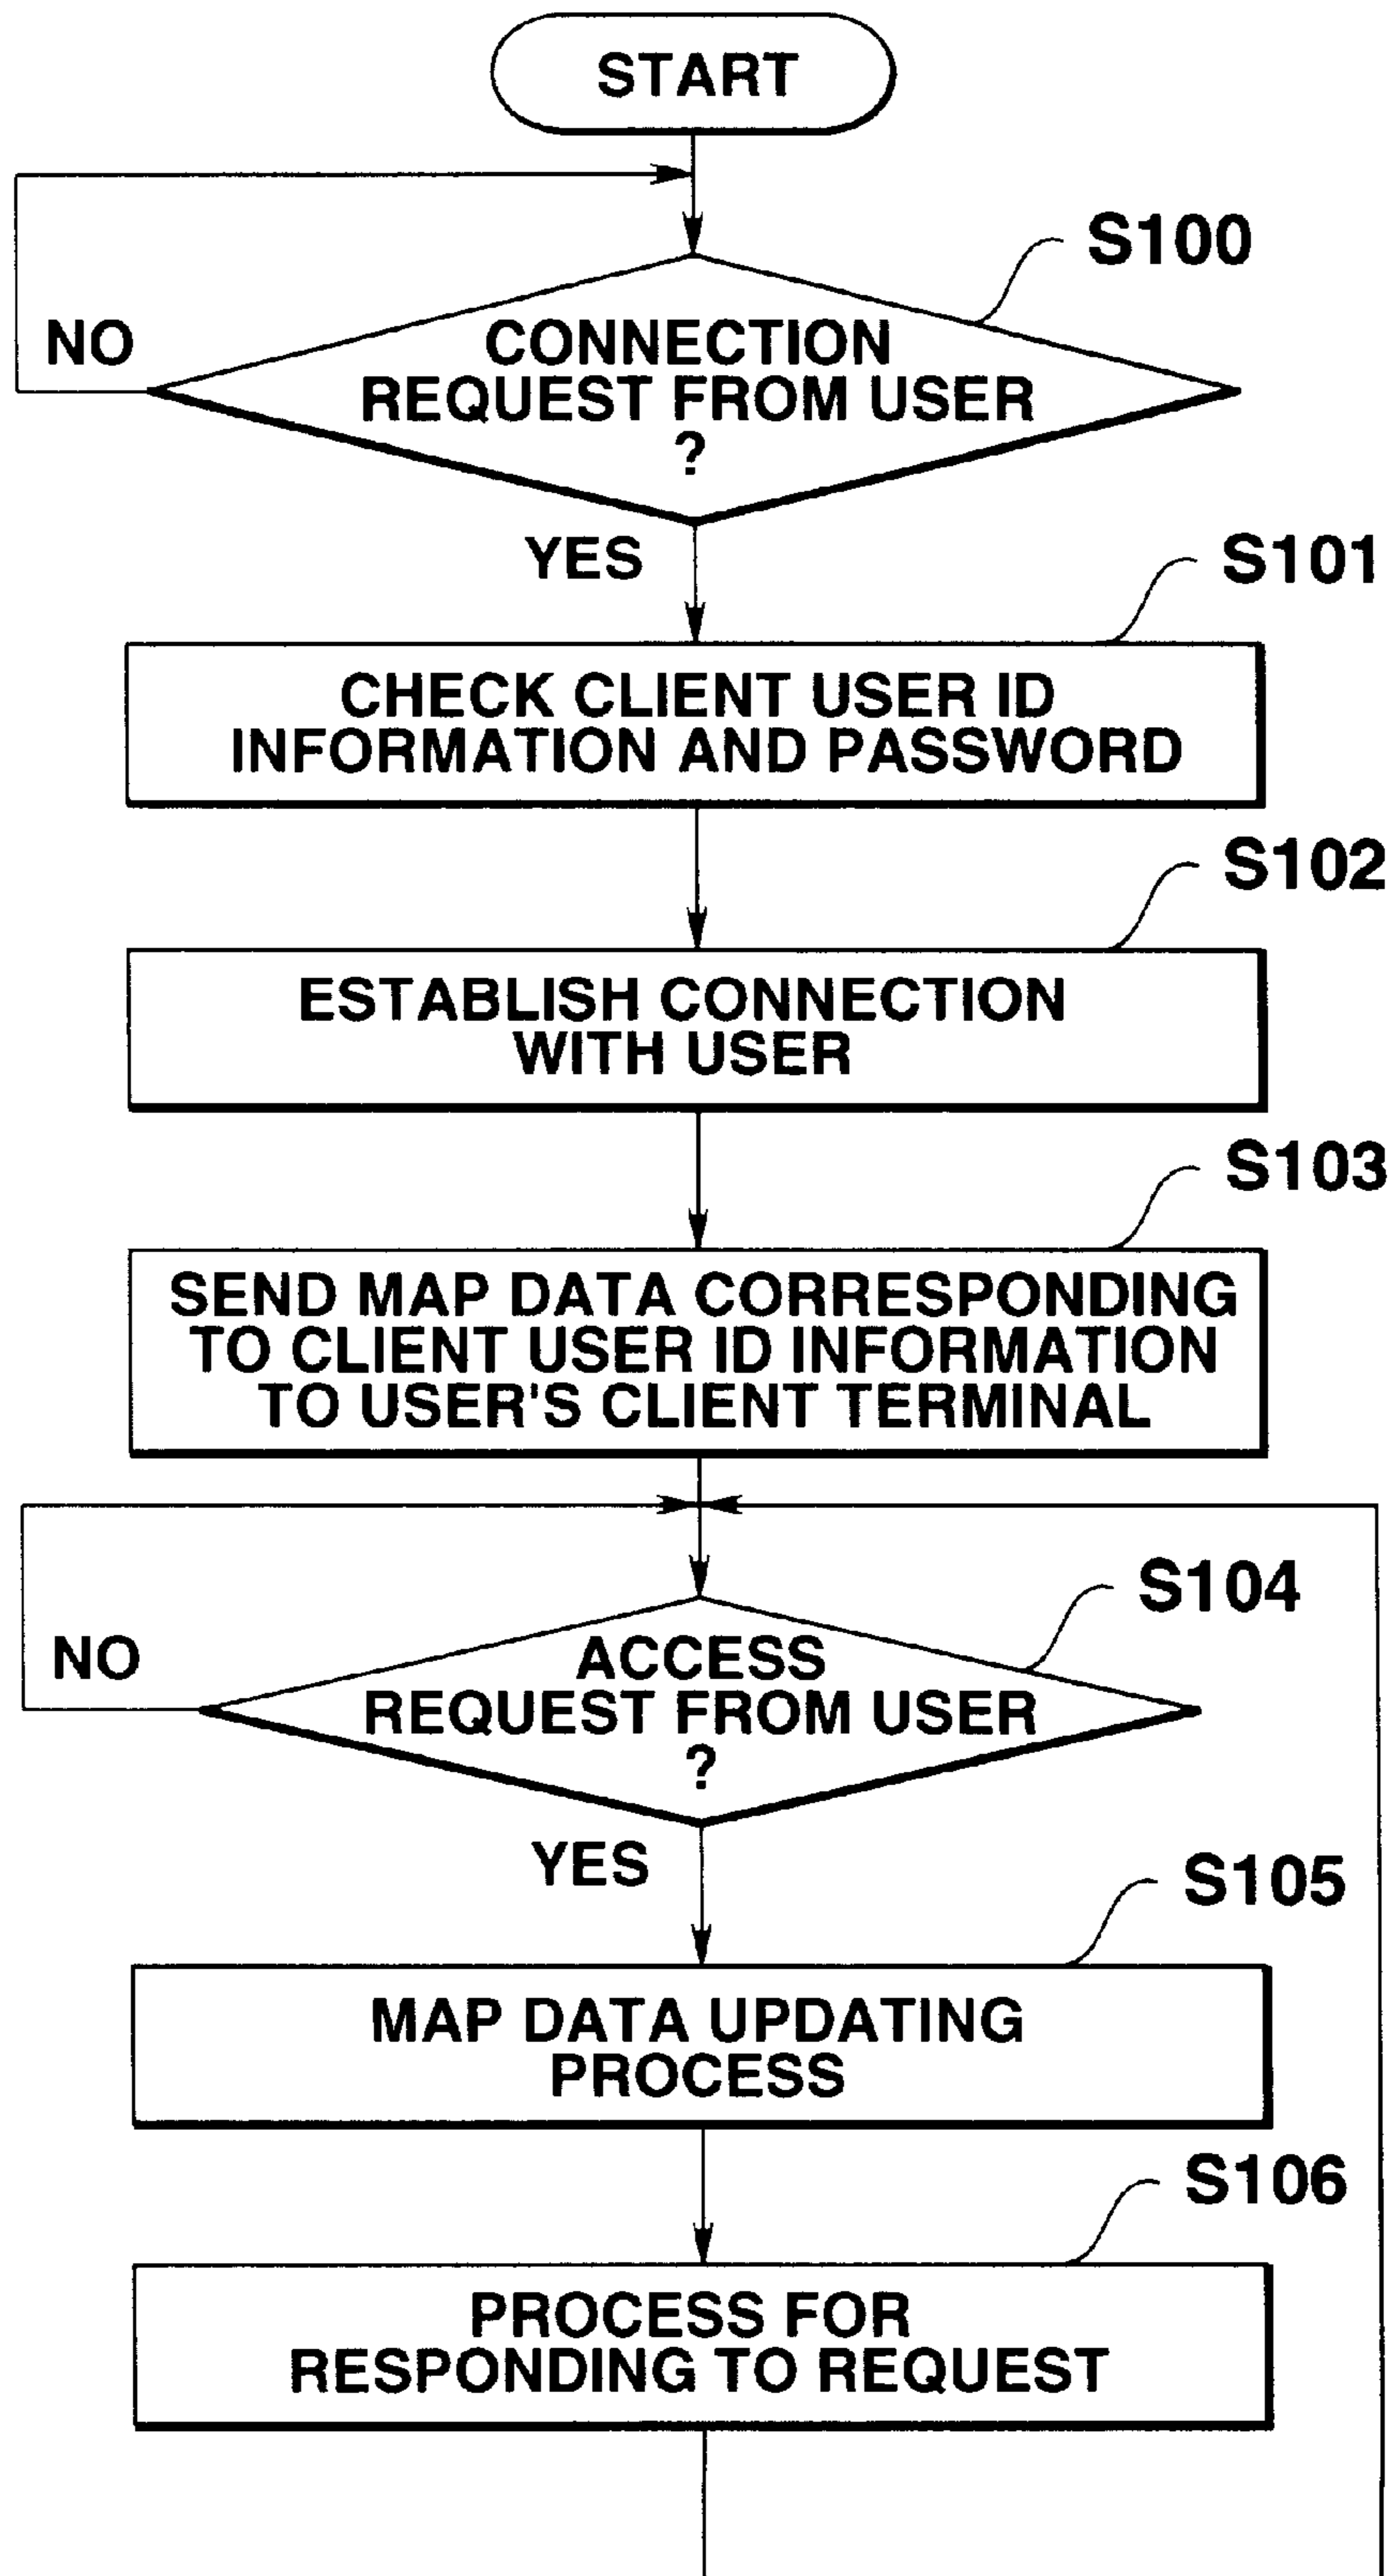 START
S100
NO
CONNECTION
REQUEST FROM USER
?
YES
S101
CHECK CLIENT USER ID
INFORMATION AND PASSWORD
S102
ESTABLISH CONNECTION
WITH USER
S103
SEND MAP DATA CORRESPONDING
TO CLIENT USER ID INFORMATION
TO USER'S CLIENT TERMINAL
S104
NO
ACCESS
REQUEST FROM USER
?
YES
S105
MAP DATA UPDATING
PROCESS
S106
PROCESS FOR
RESPONDING TO REQUEST